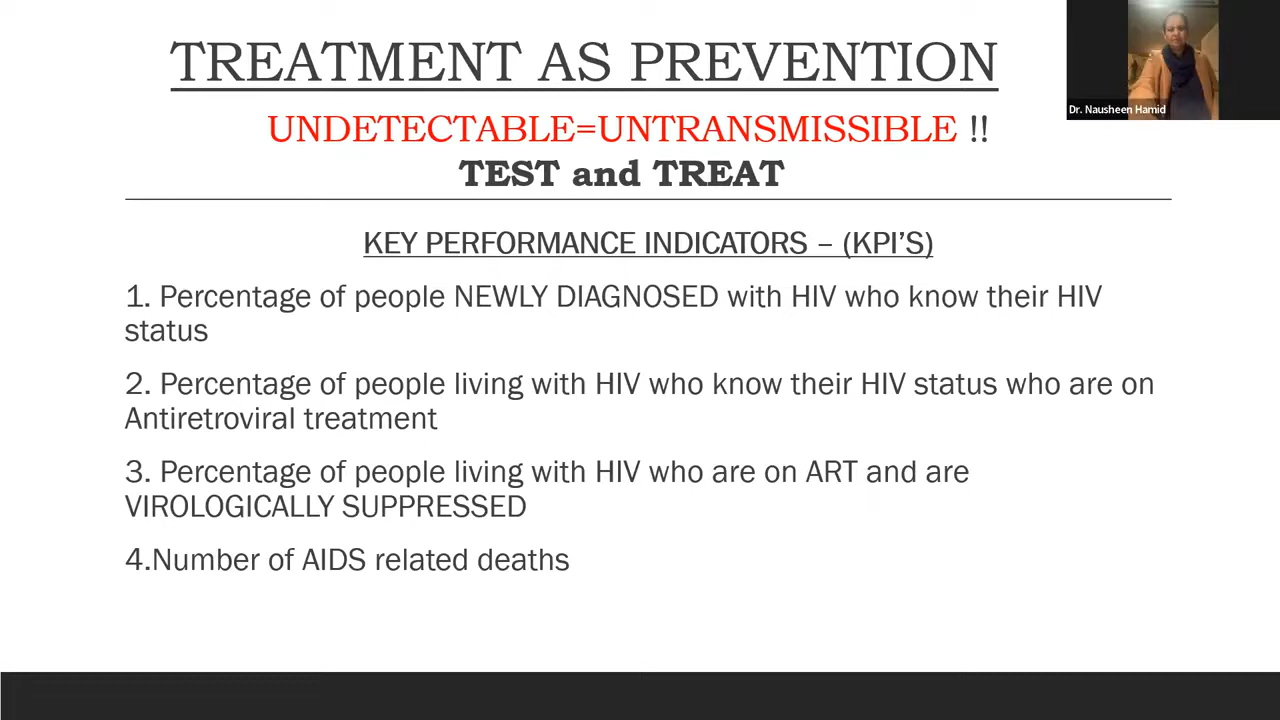 TREATMENT AS PREVENTION
Dr. Nausheen Hamid
UNDETECTABLE=UNTRANSMISSIBLE !!
TEST and TREAT
KEY PERFORMANCE INDICATORS – (KPI’S)
1. Percentage of people NEWLY DIAGNOSED with HIV who know their HIV
status
2. Percentage of people living with HIV who know their HIV status who are on
Antiretroviral treatment
3. Percentage of people living with HIV who are on ART and are
VIROLOGICALLY SUPPRESSED
4.Number of AIDS related deaths